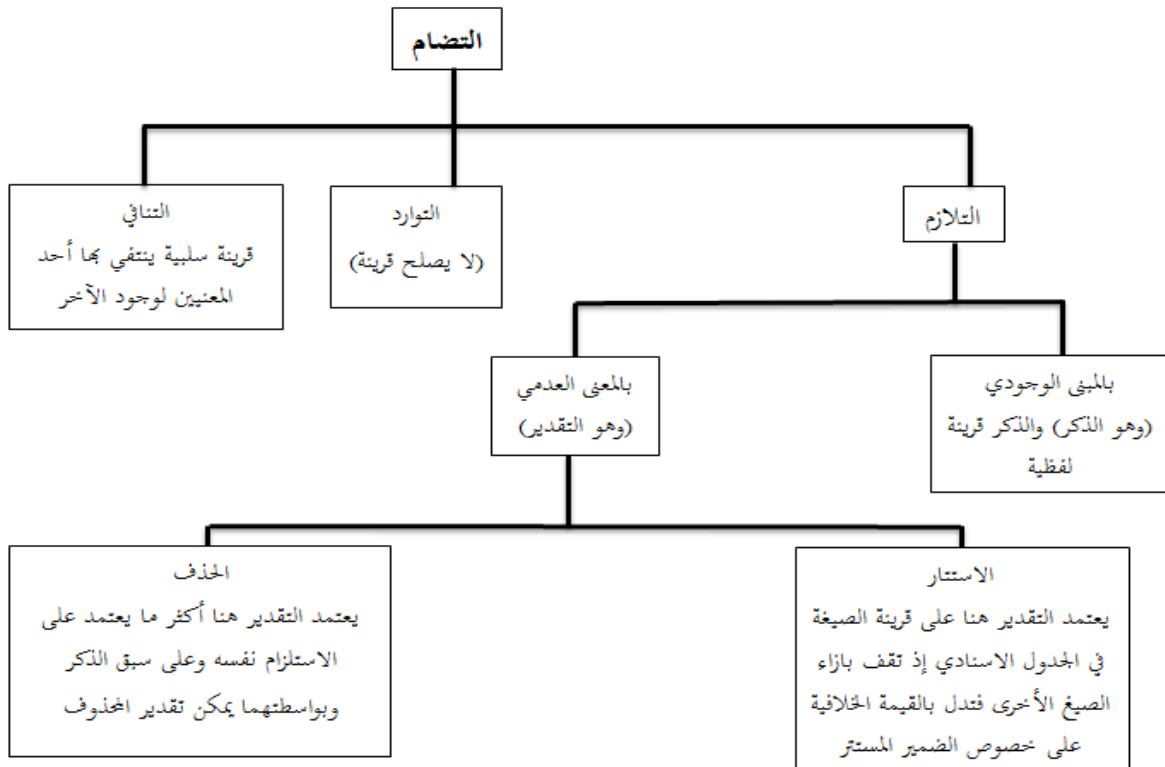 التضام
التلازم
التوارد
(لا يصلح قرينة)
التنافي
قرينة سلبية ينتفي بها أحد
المعنيين لوجود الآخر
بالمبنى الوجودي
(وهو الذكر) والذكر قرينة
لفظية
بالمعنى العدمي
(وهو التقدير)
الاستتار
يعتمد التقدير هنا على قرينة الصيغة
في الجدول الاسنادي إذ تقف بازاء
الصيغ الأخرى فتدل بالقيمة الخلافية
على خصوص الضمير المستتر
الحذف
يعتمد التقدير هنا أكثر ما يعتمد على
الاستلزام نفسه وعلى سبق الذكر
وبواسطتهما يمكن تقدير المحذوف